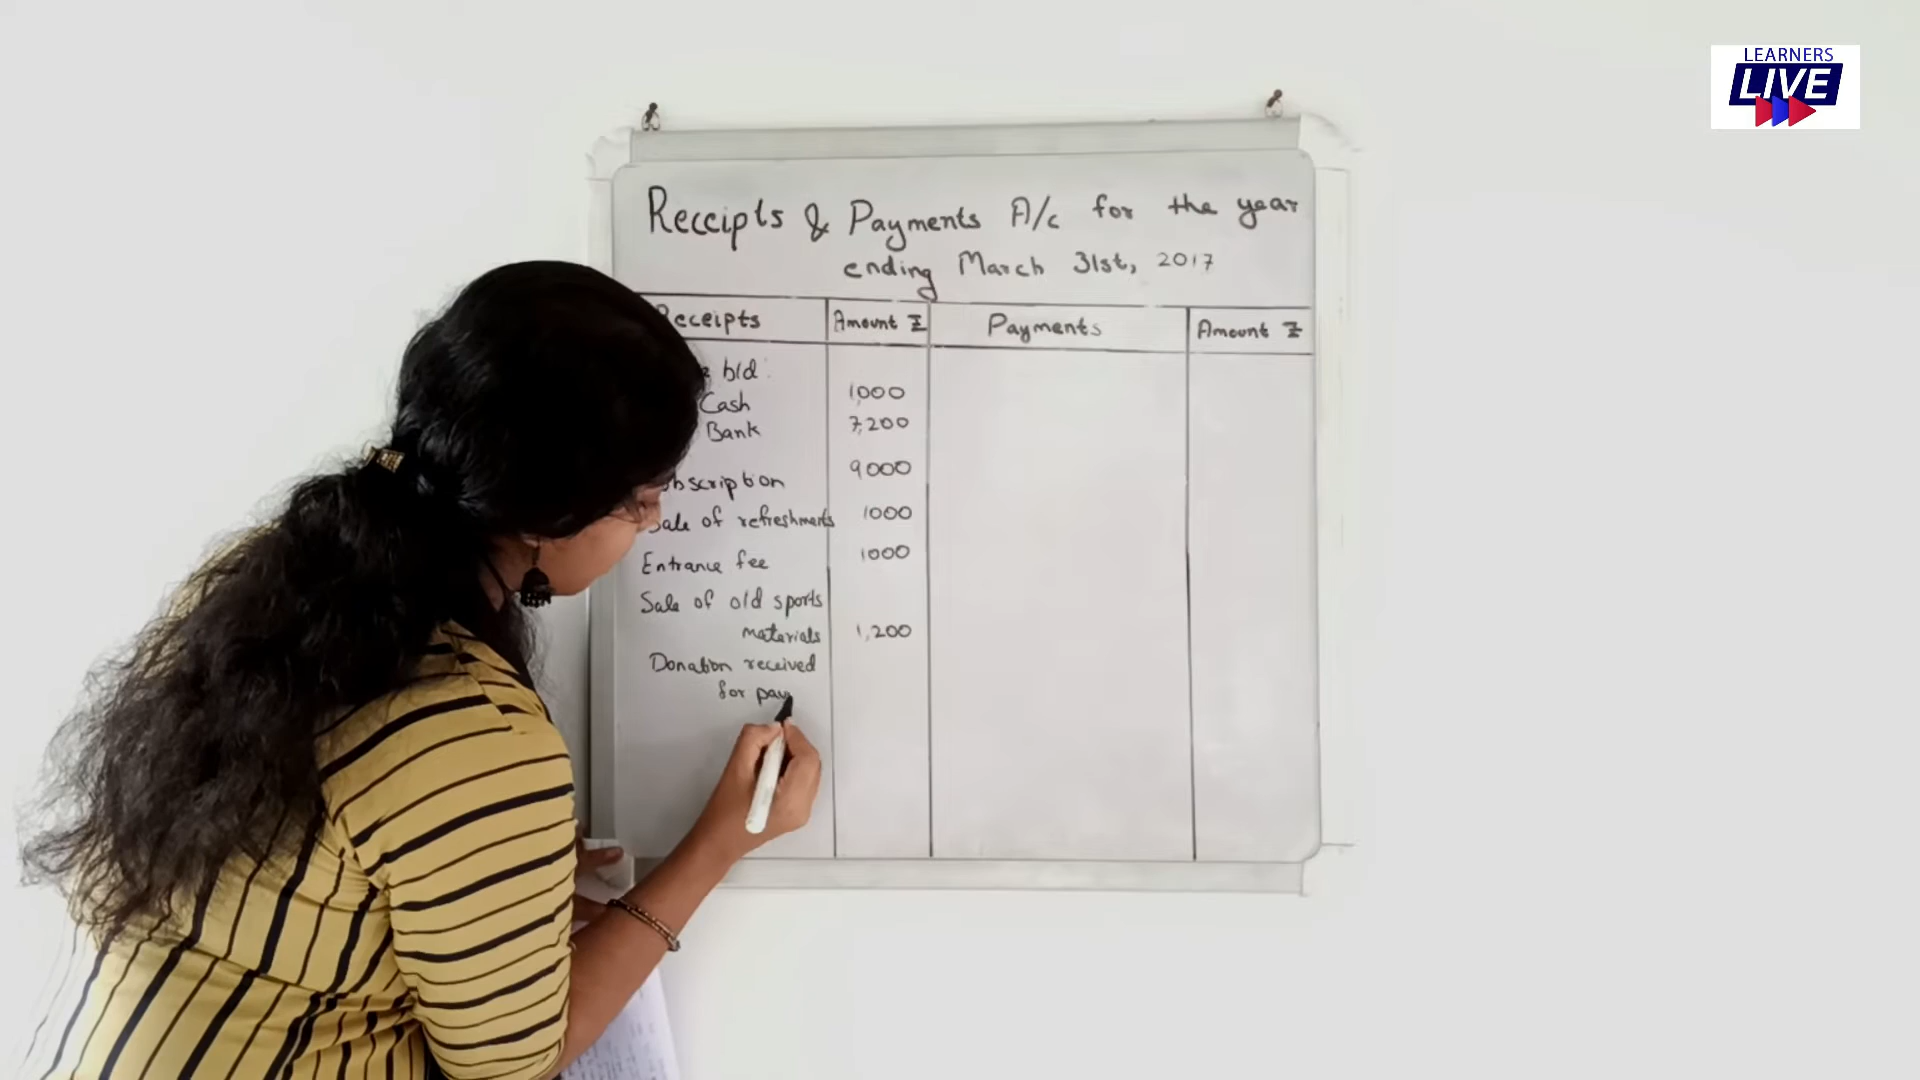 LEARNERS
LIVE
Receipts & Payments A/c for the year
ending March 31st, 2017
Receipts Amount ₹ Payments Amount ₹
b/d:
Cash 1,000
Bank 7,200
bscription 9000
Sale of refreshments 1000
Entrance fee 1000
Sale of old sports
materials 1,200
Donation received
for pav